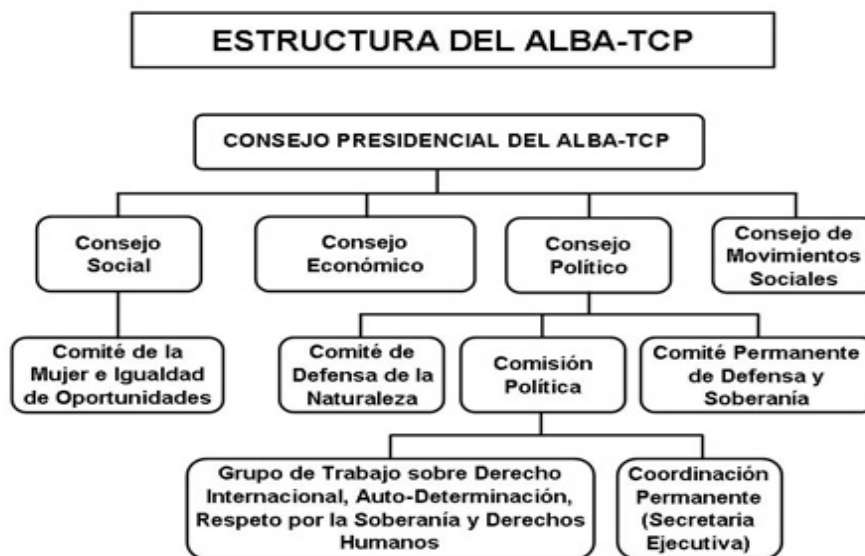 ESTRUCTURA DEL ALBA-TCP
CONSEJO PRESIDENCIAL DEL ALBA-TCP
Consejo
Social
Consejo
Económico
Consejo
Político
Consejo de
Movimientos
Sociales
Comité de la
Mujer e Igualdad
de Oportunidades
Comité de
Defensa de la
Naturaleza
Comisión
Política
Comité Permanente
de Defensa y
Soberanía
Grupo de Trabajo sobre Derecho
Internacional, Auto-Determinación,
Respeto por la Soberanía y Derechos
Humanos
Coordinación
Permanente
(Secretaria
Ejecutiva)